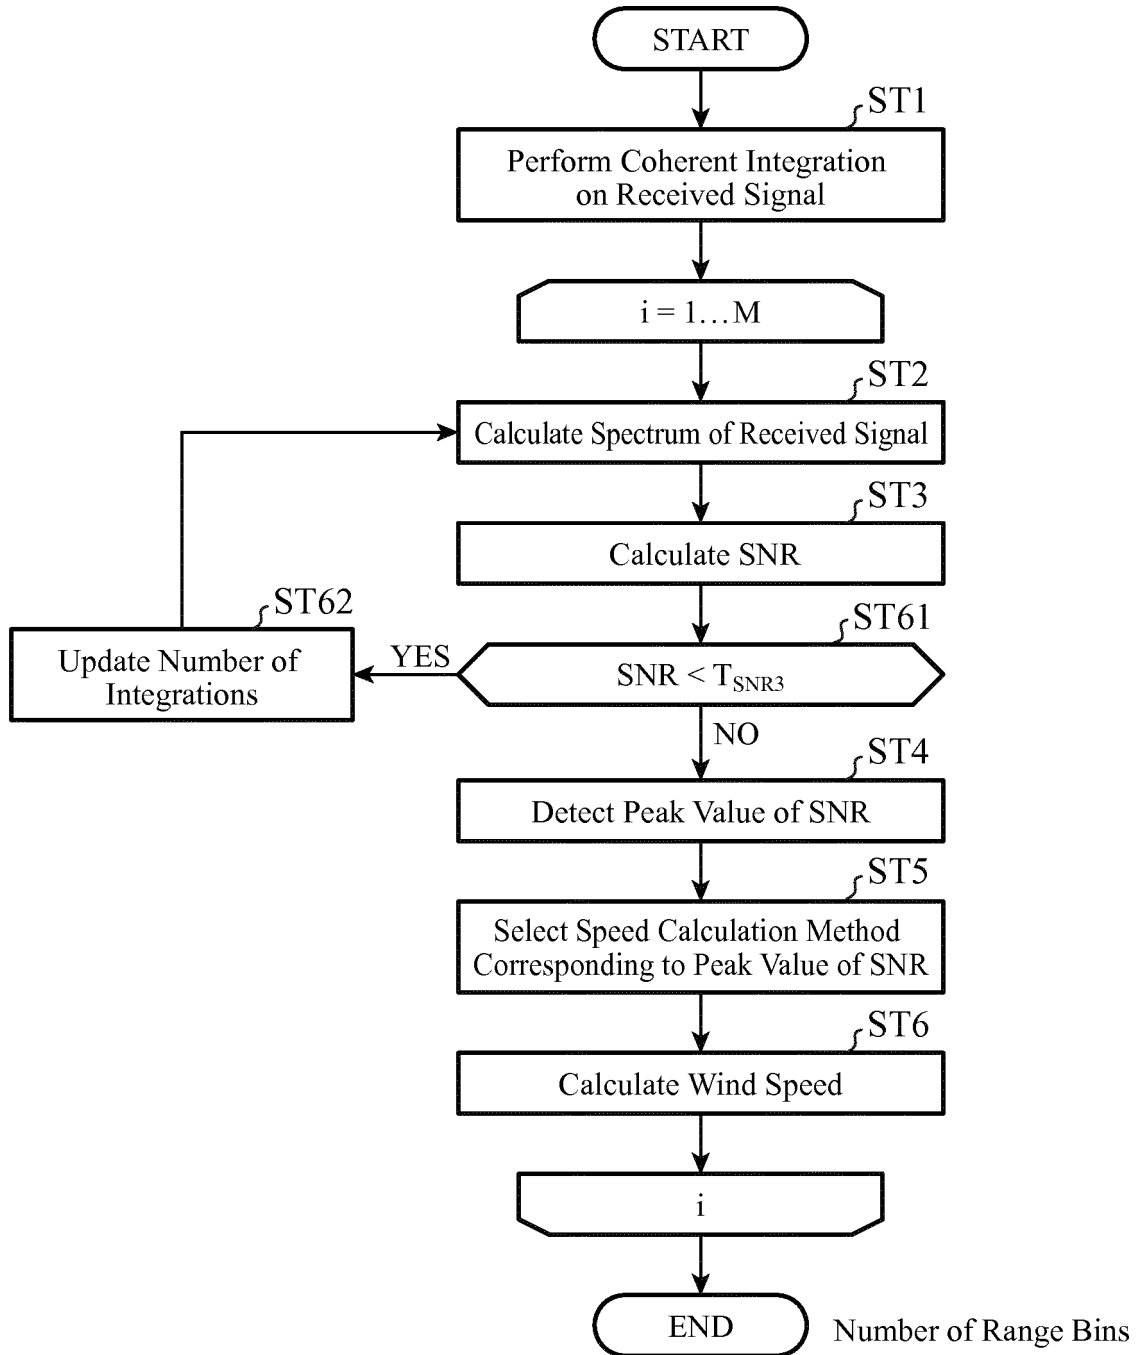 START
ST1
Perform Coherent Integration
on Received Signal
i = 1…M
ST2
Calculate Spectrum of Received Signal
ST3
Calculate SNR
ST62
ST61
Update Number of
Integrations
YES
SNR < T_SNR3
NO
ST4
Detect Peak Value of SNR
ST5
Select Speed Calculation Method
Corresponding to Peak Value of SNR
ST6
Calculate Wind Speed
i
END
Number of Range Bins